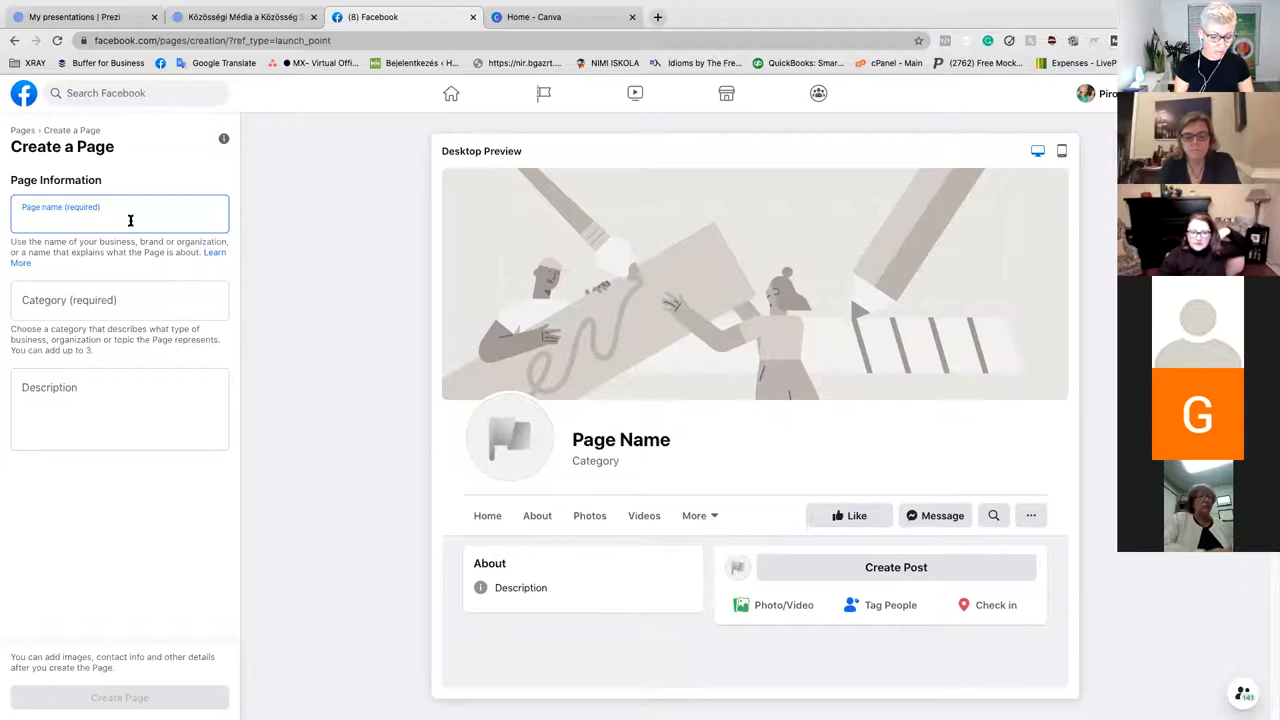 My presentations | Prezi
Közösségi Média a Közösség S
(8) Facebook
Home - Canva
facebook.com/pages/creation/?ref_type=launch_point
XRAY
Buffer for Business
Google Translate
MX- Virtual Offi...
Bejelentkezés ‹ H...
https://nir.bgazrt....
NIMI ISKOLA
Idioms by The Fre...
QuickBooks: Smar...
cPanel - Main
(2762) Free Mock...
Expenses - LiveP
Search Facebook
Piro
Pages › Create a Page
Create a Page
Page Information
Page name (required)
Use the name of your business, brand or organization,
or a name that explains what the Page is about. Learn
More
Category (required)
Choose a category that describes what type of
business, organization or topic the Page represents.
You can add up to 3.
Description
You can add images, contact info and other details
after you create the Page.
Create Page
Desktop Preview
Page Name
Category
Home
About
Photos
Videos
More
Like
Message
About
Description
Create Post
Photo/Video
Tag People
Check in
G
141